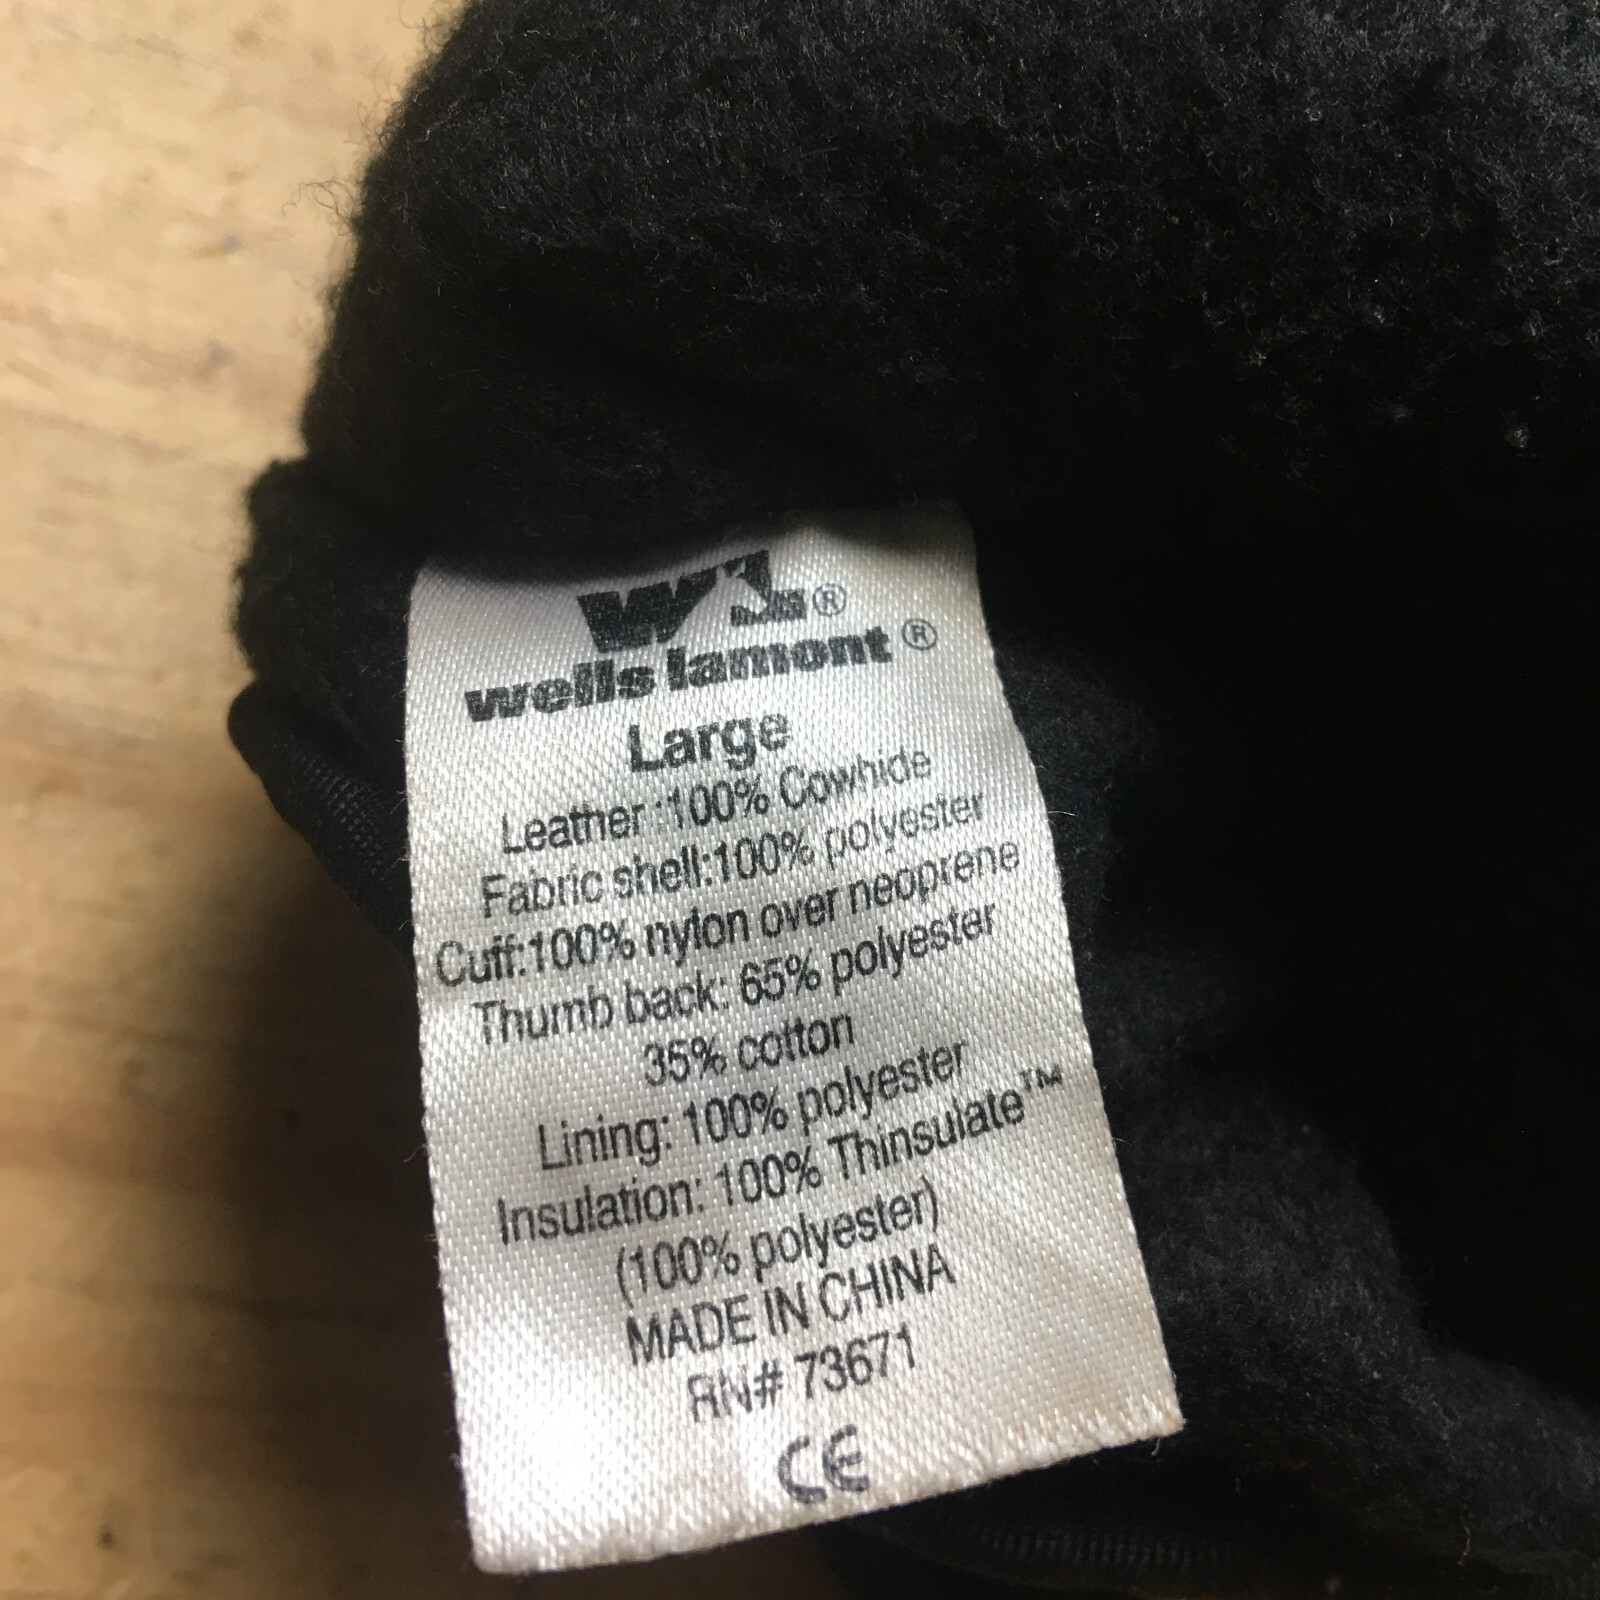 WL®
wells lamont®
Large
Leather:100% Cowhide
Fabric shell:100% polyester
Cuff:100% nylon over neoprene
Thumb back: 65% polyester
35% cotton
Lining: 100% polyester
Insulation: 100% Thinsulate™
(100% polyester)
MADE IN CHINA
RN# 73671
CE